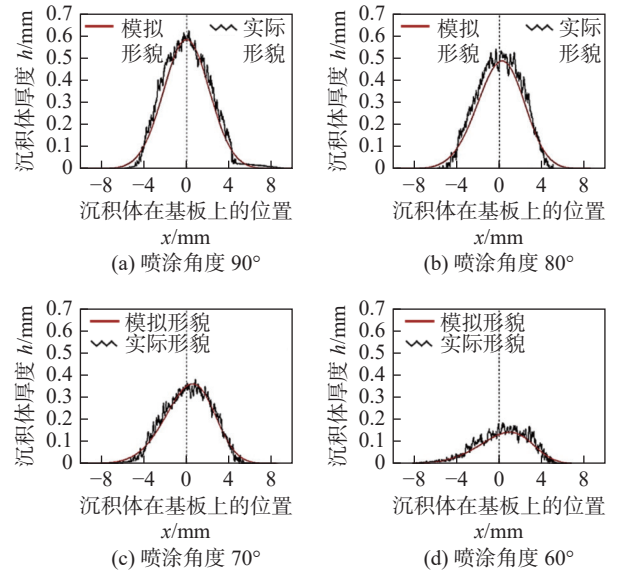 模拟
形貌
实际
形貌
沉积体厚度 h/mm
0.7
0.6
0.5
0.4
0.3
0.2
0.1
0
−8 −4 0 4 8
沉积体在基板上的位置
x/mm
(a) 喷涂角度 90°
模拟
形貌
实际
形貌
沉积体厚度 h/mm
0.7
0.6
0.5
0.4
0.3
0.2
0.1
0
−8 −4 0 4 8
沉积体在基板上的位置
x/mm
(b) 喷涂角度 80°
模拟形貌
实际形貌
沉积体厚度 h/mm
0.7
0.6
0.5
0.4
0.3
0.2
0.1
0
−8 −4 0 4 8
沉积体在基板上的位置
x/mm
(c) 喷涂角度 70°
模拟形貌
实际形貌
沉积体厚度 h/mm
0.7
0.6
0.5
0.4
0.3
0.2
0.1
0
−8 −4 0 4 8
沉积体在基板上的位置
x/mm
(d) 喷涂角度 60°